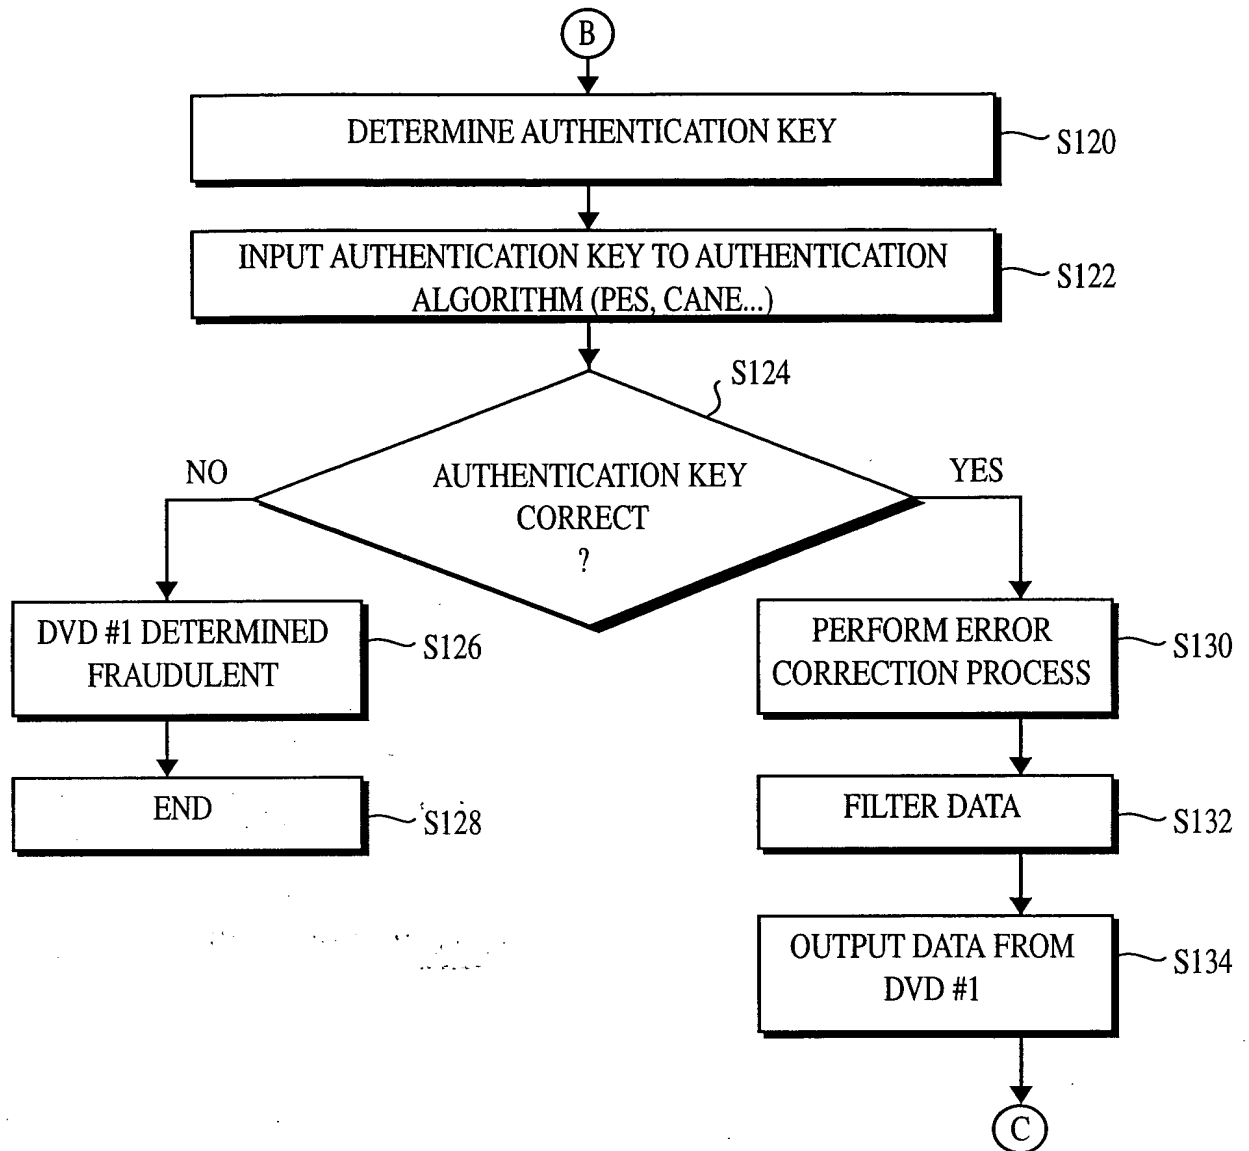 B
DETERMINE AUTHENTICATION KEY
S120
INPUT AUTHENTICATION KEY TO AUTHENTICATION
ALGORITHM (PES, CANE...)
S122
S124
NO
AUTHENTICATION KEY
CORRECT
?
YES
DVD #1 DETERMINED
FRAUDULENT
S126
PERFORM ERROR
CORRECTION PROCESS
S130
END
S128
FILTER DATA
S132
OUTPUT DATA FROM
DVD #1
S134
C